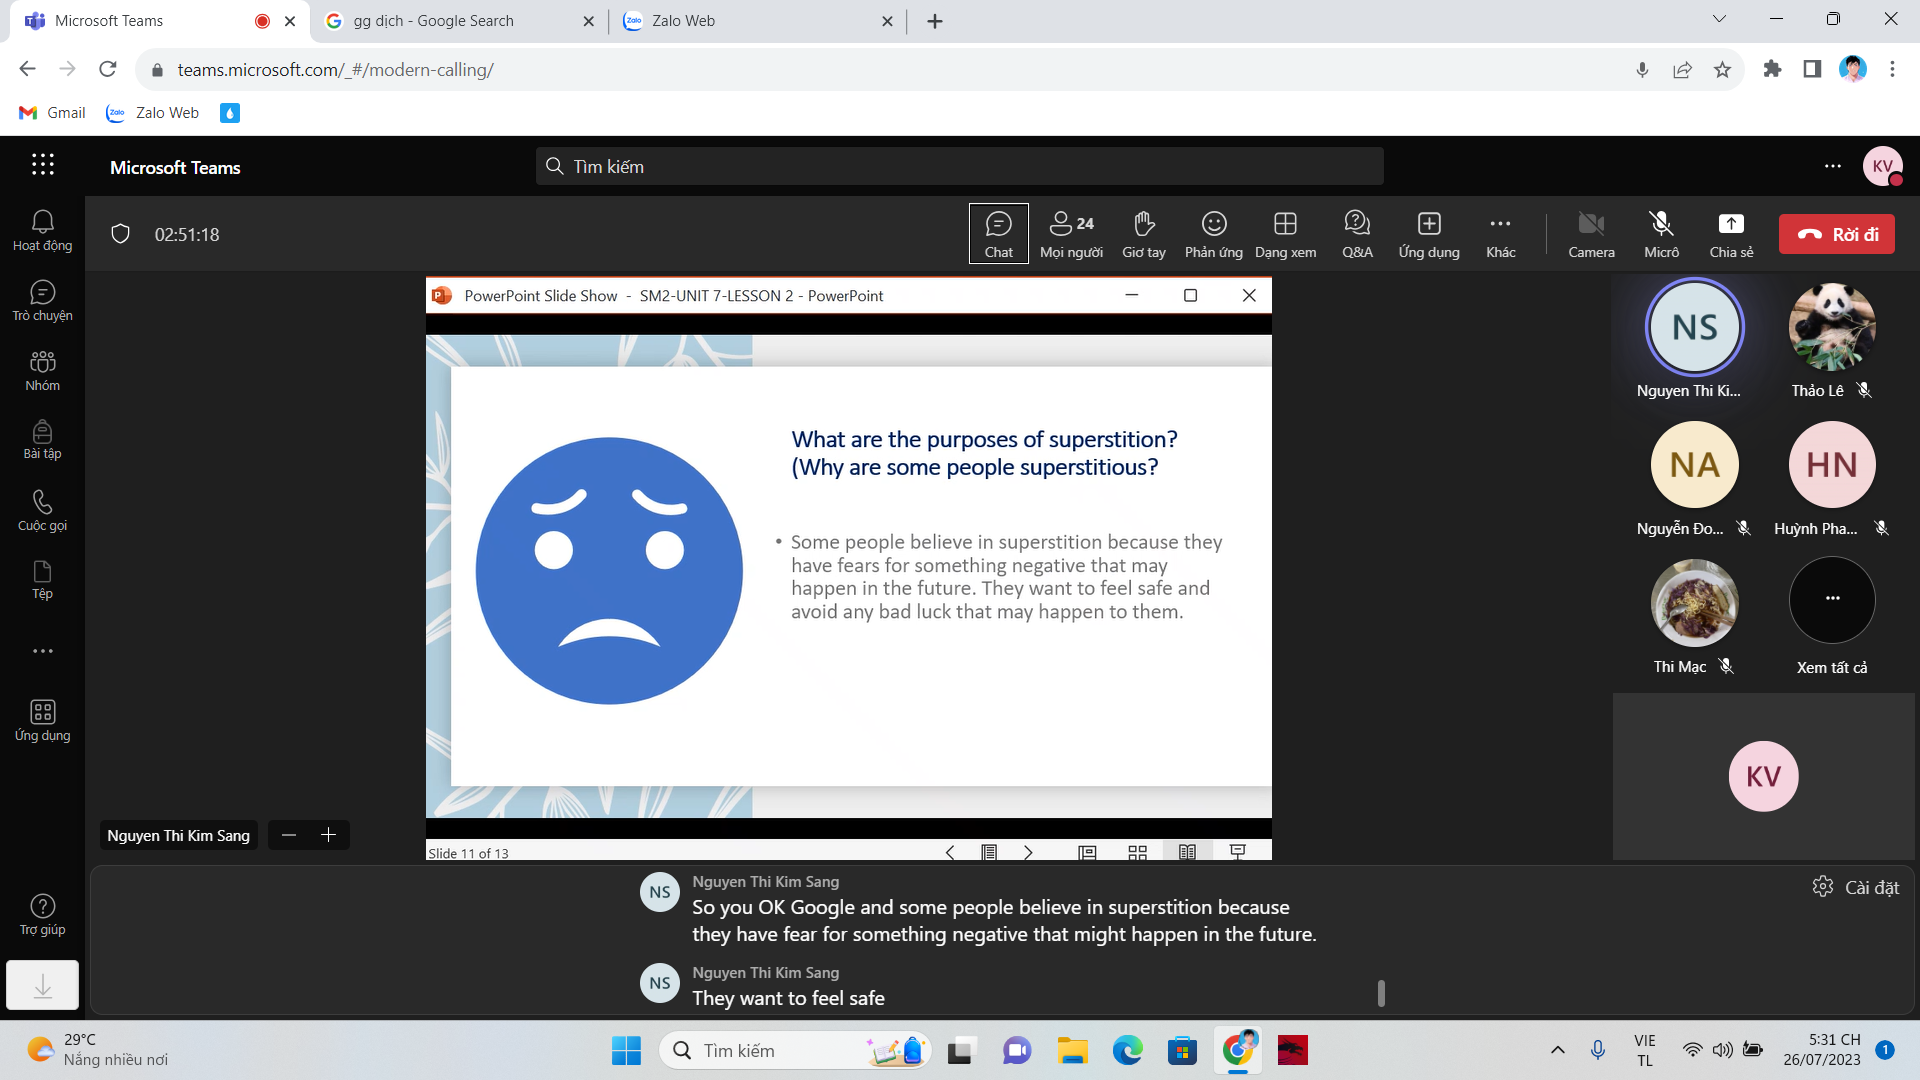 Microsoft Teams
gg dịch - Google Search
Zalo Web
teams.microsoft.com/_#/modern-calling/
Gmail
Zalo Web
Microsoft Teams
Tìm kiếm
KV
02:51:18
Chat
24
Mọi người
Giơ tay
Phản ứng
Dạng xem
Q&A
Ứng dụng
Khác
Camera
Micrô
Chia sẻ
Rời đi
Hoạt động
Trò chuyện
Nhóm
Bài tập
Cuộc gọi
Tệp
Ứng dụng
Trợ giúp
PowerPoint Slide Show - SM2-UNIT 7-LESSON 2 - PowerPoint
What are the purposes of superstition?
(Why are some people superstitious?
• Some people believe in superstition because they
have fears for something negative that may
happen in the future. They want to feel safe and
avoid any bad luck that may happen to them.
Slide 11 of 13
Nguyen Thi Kim Sang
NS
Nguyen Thi Ki...
Thảo Lê
NA
Nguyễn Đo...
HN
Huỳnh Pha...
Thi Mạc
Xem tất cả
KV
NS
Nguyen Thi Kim Sang
So you OK Google and some people believe in superstition because
they have fear for something negative that might happen in the future.
NS
Nguyen Thi Kim Sang
They want to feel safe
Cài đặt
29°C
Nắng nhiều nơi
Tìm kiếm
VIE
TL
5:31 CH
26/07/2023
1